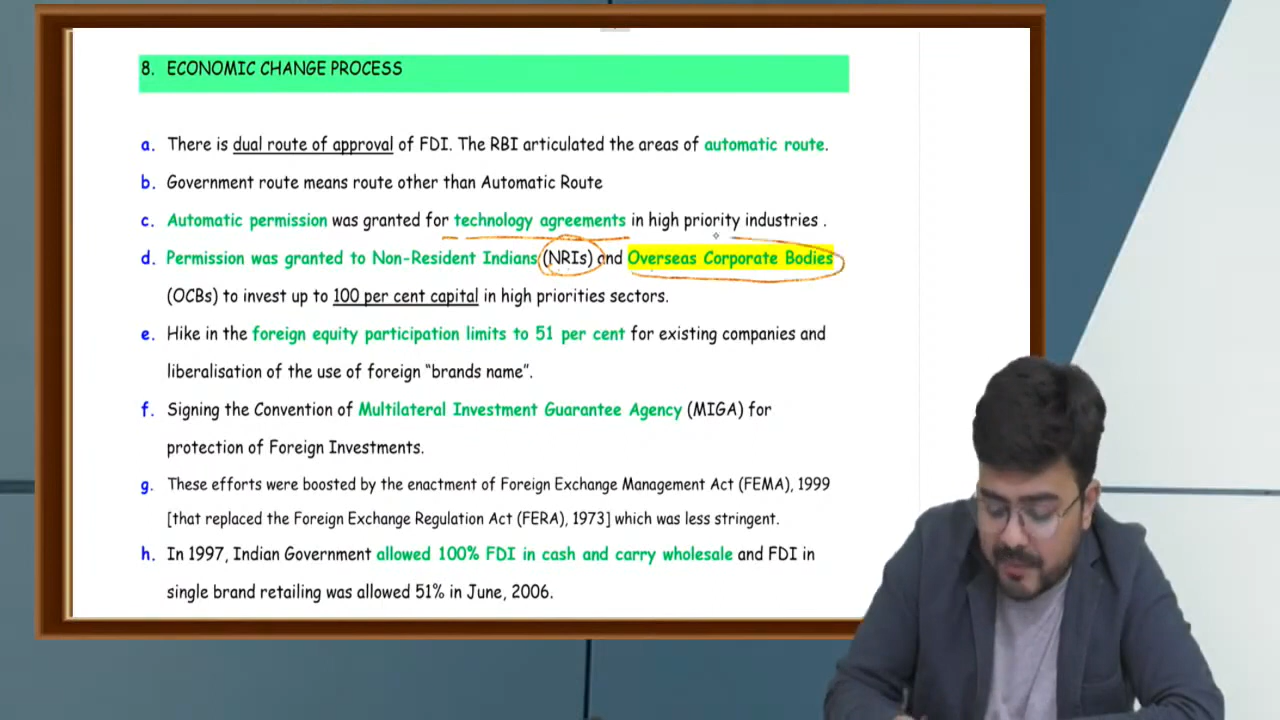 8. ECONOMIC CHANGE PROCESS
a. There is dual route of approval of FDI. The RBI articulated the areas of automatic route.
b. Government route means route other than Automatic Route
c. Automatic permission was granted for technology agreements in high priority industries .
d. Permission was granted to Non-Resident Indians (NRIs) and Overseas Corporate Bodies
(OCBs) to invest up to 100 per cent capital in high priorities sectors.
e. Hike in the foreign equity participation limits to 51 per cent for existing companies and
liberalisation of the use of foreign “brands name”.
f. Signing the Convention of Multilateral Investment Guarantee Agency (MIGA) for
protection of Foreign Investments.
g. These efforts were boosted by the enactment of Foreign Exchange Management Act (FEMA), 1999
[that replaced the Foreign Exchange Regulation Act (FERA), 1973] which was less stringent.
h. In 1997, Indian Government allowed 100% FDI in cash and carry wholesale and FDI in
single brand retailing was allowed 51% in June, 2006.